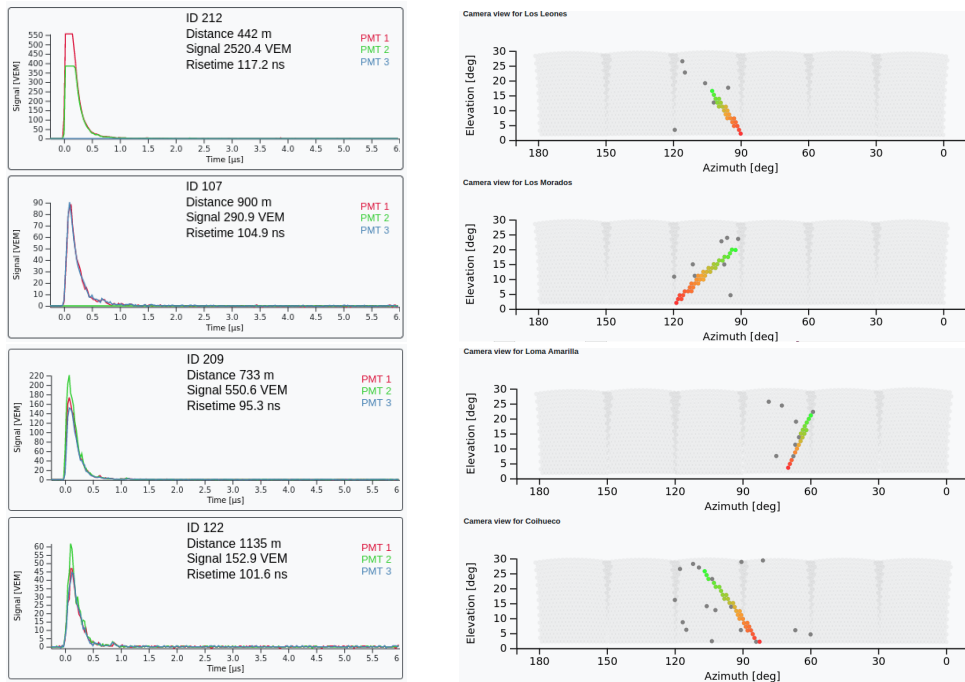 ID 212
Distance 442 m
Signal 2520.4 VEM
Risetime 117.2 ns
PMT 1
PMT 2
PMT 3
Signal [VEM]
550
500
450
400
350
300
250
200
150
100
50
0
0.0 0.5 1.0 1.5 2.0 2.5 3.0 3.5 4.0 4.5 5.0 5.5 6.
Time [µs]
ID 107
Distance 900 m
Signal 290.9 VEM
Risetime 104.9 ns
PMT 1
PMT 2
PMT 3
Signal [VEM]
90
80
70
60
50
40
30
20
10
0
0.0 0.5 1.0 1.5 2.0 2.5 3.0 3.5 4.0 4.5 5.0 5.5 6.
Time [µs]
ID 209
Distance 733 m
Signal 550.6 VEM
Risetime 95.3 ns
PMT 1
PMT 2
PMT 3
Signal [VEM]
220
200
180
160
140
120
100
80
60
40
20
0
0.0 0.5 1.0 1.5 2.0 2.5 3.0 3.5 4.0 4.5 5.0 5.5 6
Time [µs]
ID 122
Distance 1135 m
Signal 152.9 VEM
Risetime 101.6 ns
PMT 1
PMT 2
PMT 3
Signal [VEM]
60
55
50
45
40
35
30
25
20
15
10
5
0
0.0 0.5 1.0 1.5 2.0 2.5 3.0 3.5 4.0 4.5 5.0 5.5 6.
Time [µs]
Camera view for Los Leones
Elevation [deg]
30
25
20
15
10
5
0
180 150 120 90 60 30 0
Azimuth [deg]
Camera view for Los Morados
Elevation [deg]
30
25
20
15
10
5
0
180 150 120 90 60 30 0
Azimuth [deg]
Camera view for Loma Amarilla
Elevation [deg]
30
25
20
15
10
5
0
180 150 120 90 60 30 0
Azimuth [deg]
Camera view for Coihueco
Elevation [deg]
30
25
20
15
10
5
0
180 150 120 90 60 30 0
Azimuth [deg]